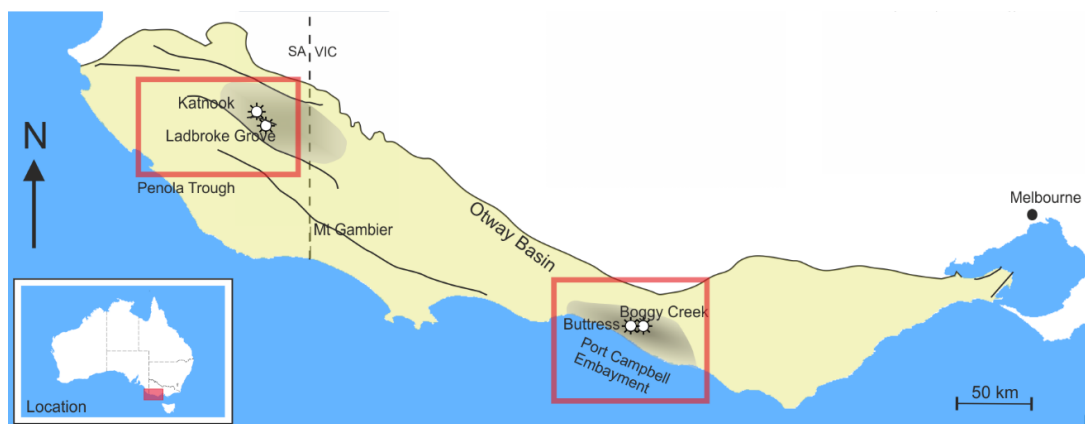 SA VIC
Katnook
Ladbroke Grove
N
Penola Trough
Mt Gambier
Otway Basin
Melbourne
Boggy Creek
Buttress
Port Campbell
Embayment
50 km
Location